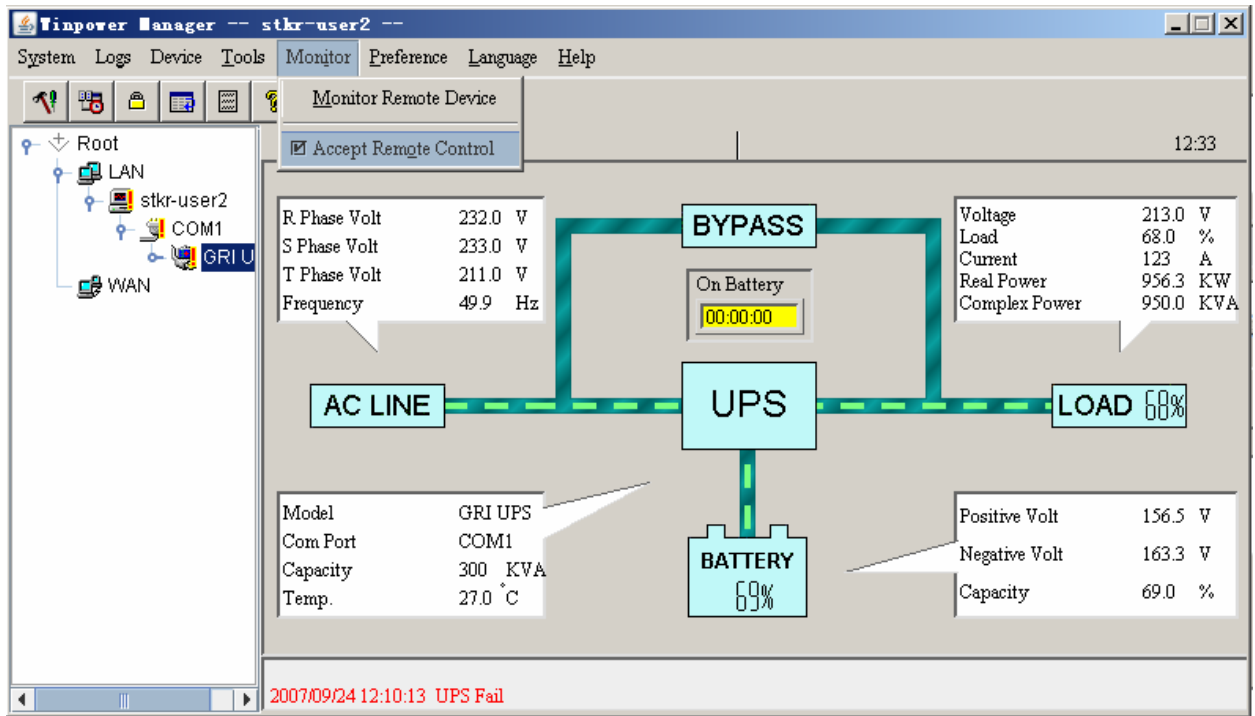 Winpower Manager -- stkr-user2 --
System Logs Device Tools Monitor Preference Language Help
Monitor Remote Device
Accept Remote Control
12:33
Root
LAN
stkr-user2
COM1
GRI U
WAN
R Phase Volt 232.0 V
S Phase Volt 233.0 V
T Phase Volt 211.0 V
Frequency 49.9 Hz
BYPASS
On Battery
00:00:00
Voltage 213.0 V
Load 68.0 %
Current 123 A
Real Power 956.3 KW
Complex Power 950.0 KVA
AC LINE
UPS
LOAD 68%
Model GRI UPS
Com Port COM1
Capacity 300 KVA
Temp. 27.0 °C
BATTERY
69%
Positive Volt 156.5 V
Negative Volt 163.3 V
Capacity 69.0 %
2007/09/24 12:10:13 UPS Fail